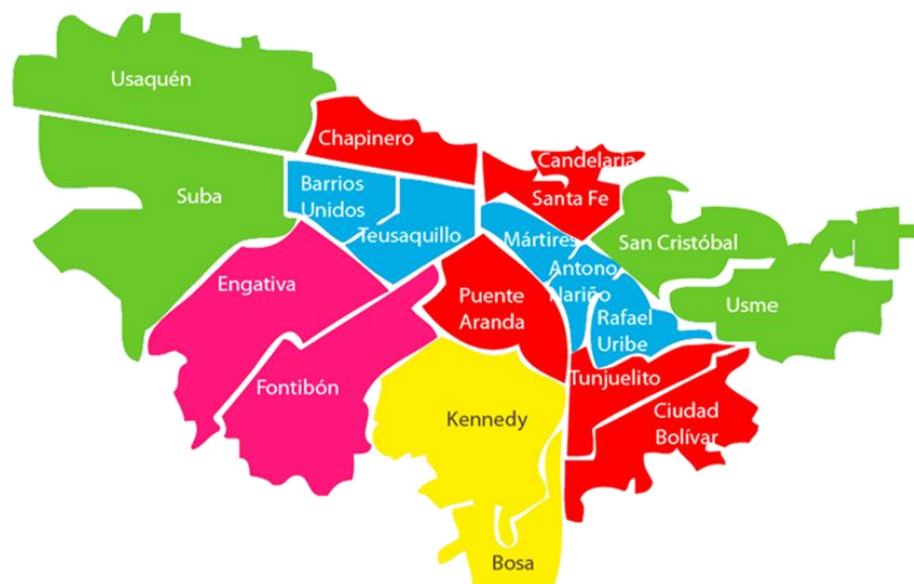 Usaquén
Chapinero
Candelaria
Santa Fe
Suba
Barrios
Unidos
Teusaquillo
Mártires
San Cristóbal
Antono
Nariño
Engativa
Puente
Aranda
Rafael
Uribe
Usme
Fontibón
Tunjuelito
Kennedy
Ciudad
Bolívar
Bosa